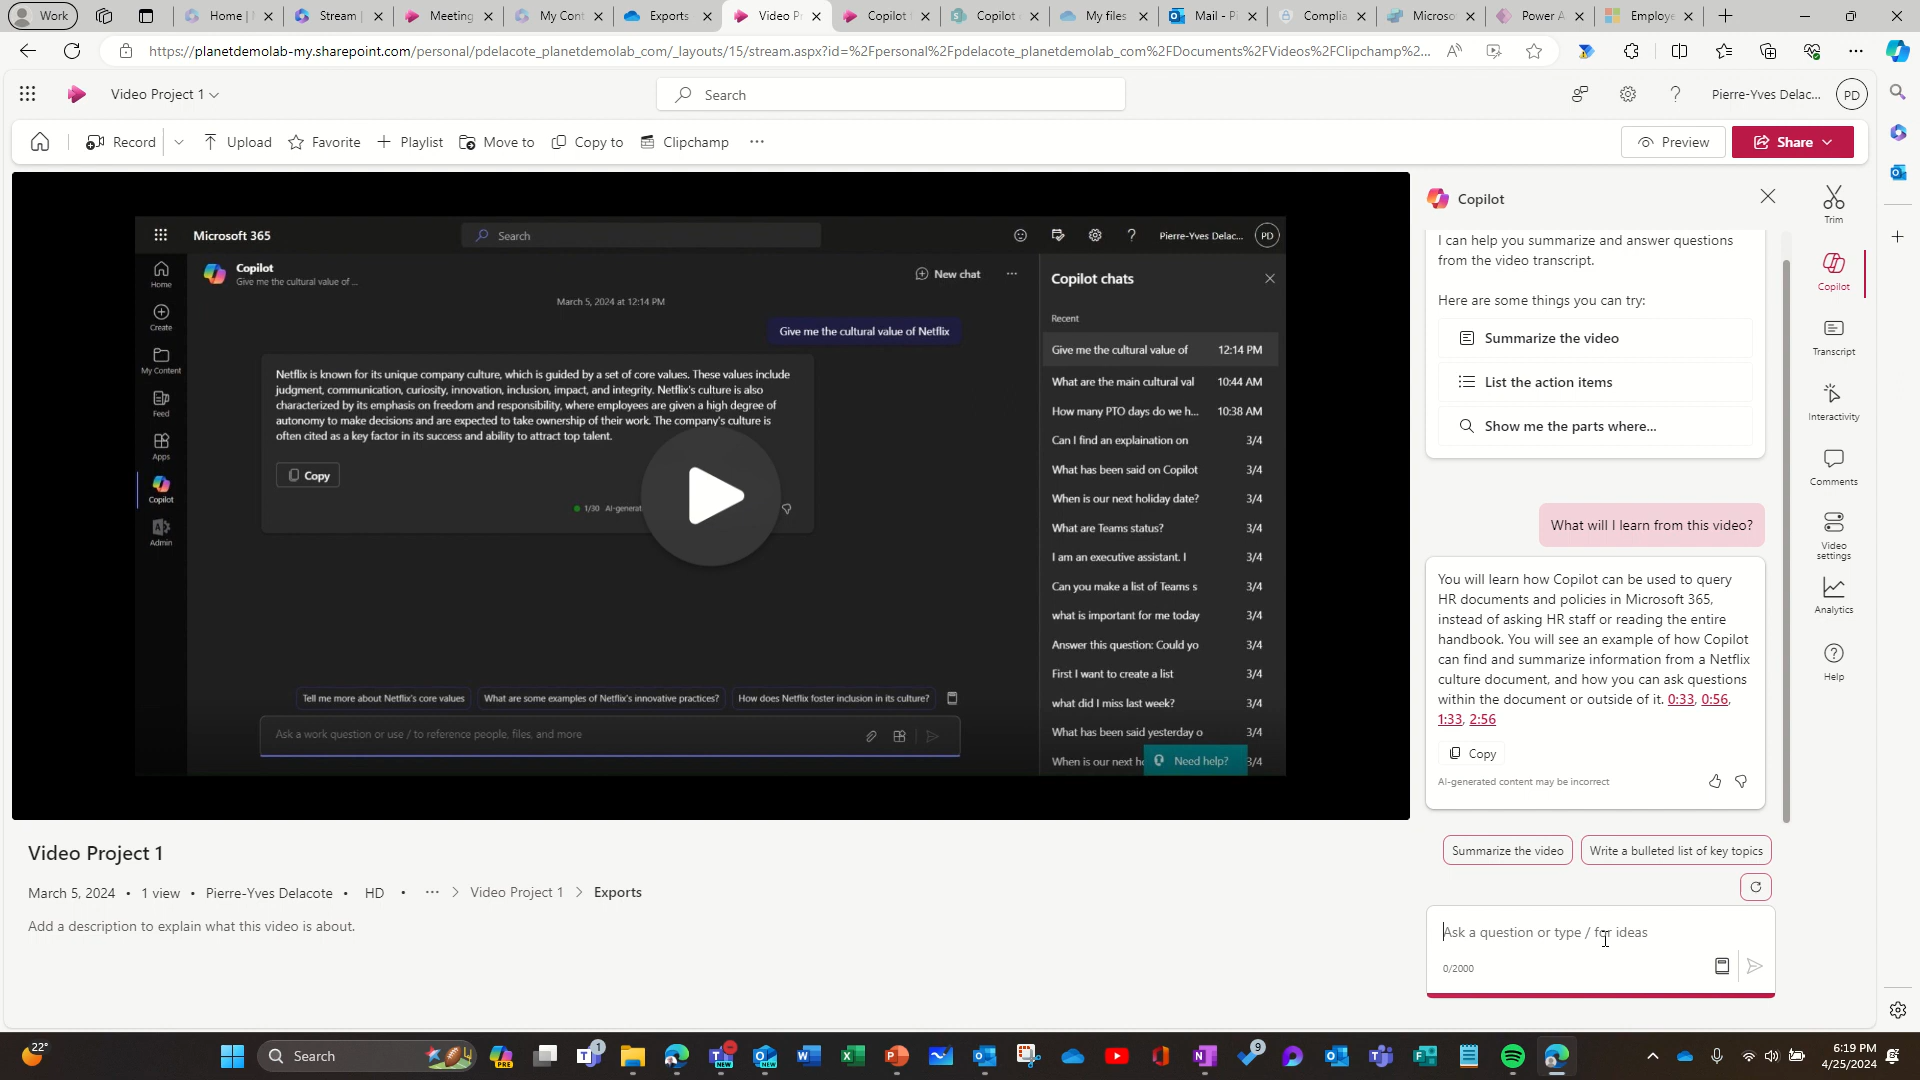 Work
Home |
Stream |
Meeting
My Cont
Exports
Video P
Copilot
Copilot
My files
Mail - Pi
Complia
Microso
Power A
Employe
https://planetdemolab-my.sharepoint.com/personal/pdelacote_planetdemolab_com/_layouts/15/stream.aspx?id=%2Fpersonal%2Fpdelacote_planetdemolab_com%2FDocuments%2FVideos%2FClipchamp%2...
Video Project 1
Search
Pierre-Yves Delac...
PD
Record
Upload
Favorite
Playlist
Move to
Copy to
Clipchamp
Preview
Share
Microsoft 365
Search
Pierre-Yves Delac...
PD
Home
Create
My Content
Feed
Apps
Copilot
Admin
Copilot
Give me the cultural value of ...
New chat
March 5, 2024 at 12:14 PM
Give me the cultural value of Netflix
Netflix is known for its unique company culture, which is guided by a set of core values. These values include
judgment, communication, curiosity, innovation, inclusion, impact, and integrity. Netflix's culture is also
characterized by its emphasis on freedom and responsibility, where employees are given a high degree of
autonomy to make decisions and are expected to take ownership of their work. The company's culture is
often cited as a key factor in its success and ability to attract top talent.
Copy
1/30 AI-generat
Tell me more about Netflix's core values
What are some examples of Netflix's innovative practices?
How does Netflix foster inclusion in its culture?
Ask a work question or use / to reference people, files, and more
Copilot chats
Recent
Give me the cultural value of 12:14 PM
What are the main cultural val 10:44 AM
How many PTO days do we h... 10:38 AM
Can I find an explaination on 3/4
What has been said on Copilot 3/4
When is our next holiday date? 3/4
What are Teams status? 3/4
I am an executive assistant. I 3/4
Can you make a list of Teams s 3/4
what is important for me today 3/4
Answer this question: Could yo 3/4
First I want to create a list 3/4
what did I miss last week? 3/4
What has been said yesterday o 3/4
When is our next ho 3/4
Need help?
Video Project 1
March 5, 2024 • 1 view • Pierre-Yves Delacote • HD • ... > Video Project 1 > Exports
Add a description to explain what this video is about.
Copilot
I can help you summarize and answer questions
from the video transcript.
Here are some things you can try:
Summarize the video
List the action items
Show me the parts where...
What will I learn from this video?
You will learn how Copilot can be used to query
HR documents and policies in Microsoft 365,
instead of asking HR staff or reading the entire
handbook. You will see an example of how Copilot
can find and summarize information from a Netflix
culture document, and how you can ask questions
within the document or outside of it. 0:33, 0:56,
1:33, 2:56
Copy
AI-generated content may be incorrect
Summarize the video
Write a bulleted list of key topics
Ask a question or type / for ideas
0/2000
Trim
Copilot
Transcript
Interactivity
Comments
Video
settings
Analytics
Help
22°
Search
PRE
1
NEW
NEW
9
6:19 PM
4/25/2024